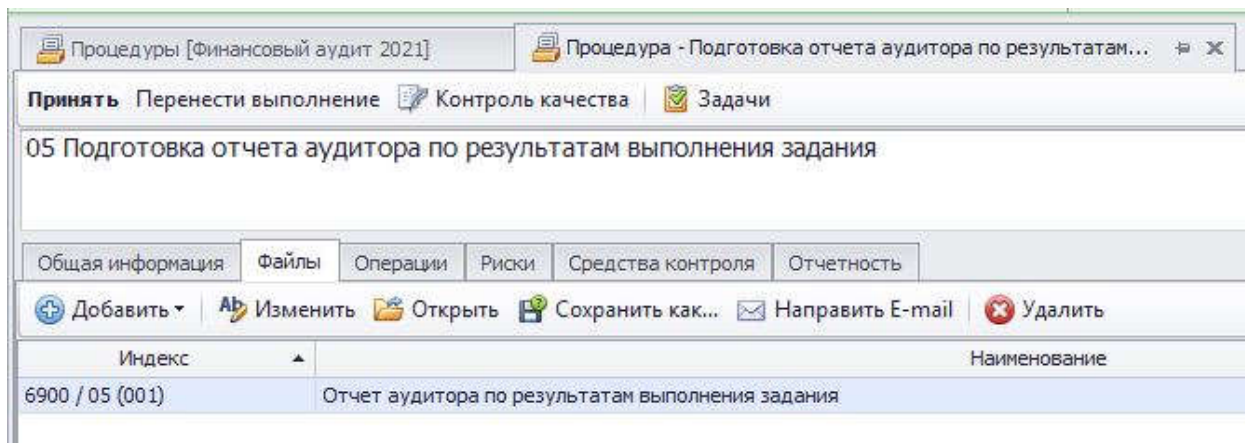 Процедуры [Финансовый аудит 2021] Процедура - Подготовка отчета аудитора по результатам...
Принять Перенести выполнение Контроль качества Задачи
05 Подготовка отчета аудитора по результатам выполнения задания
Общая информация Файлы Операции Риски Средства контроля Отчетность
Добавить Изменить Открыть Сохранить как... Направить E-mail Удалить
Индекс Наименование
6900 / 05 (001) Отчет аудитора по результатам выполнения задания